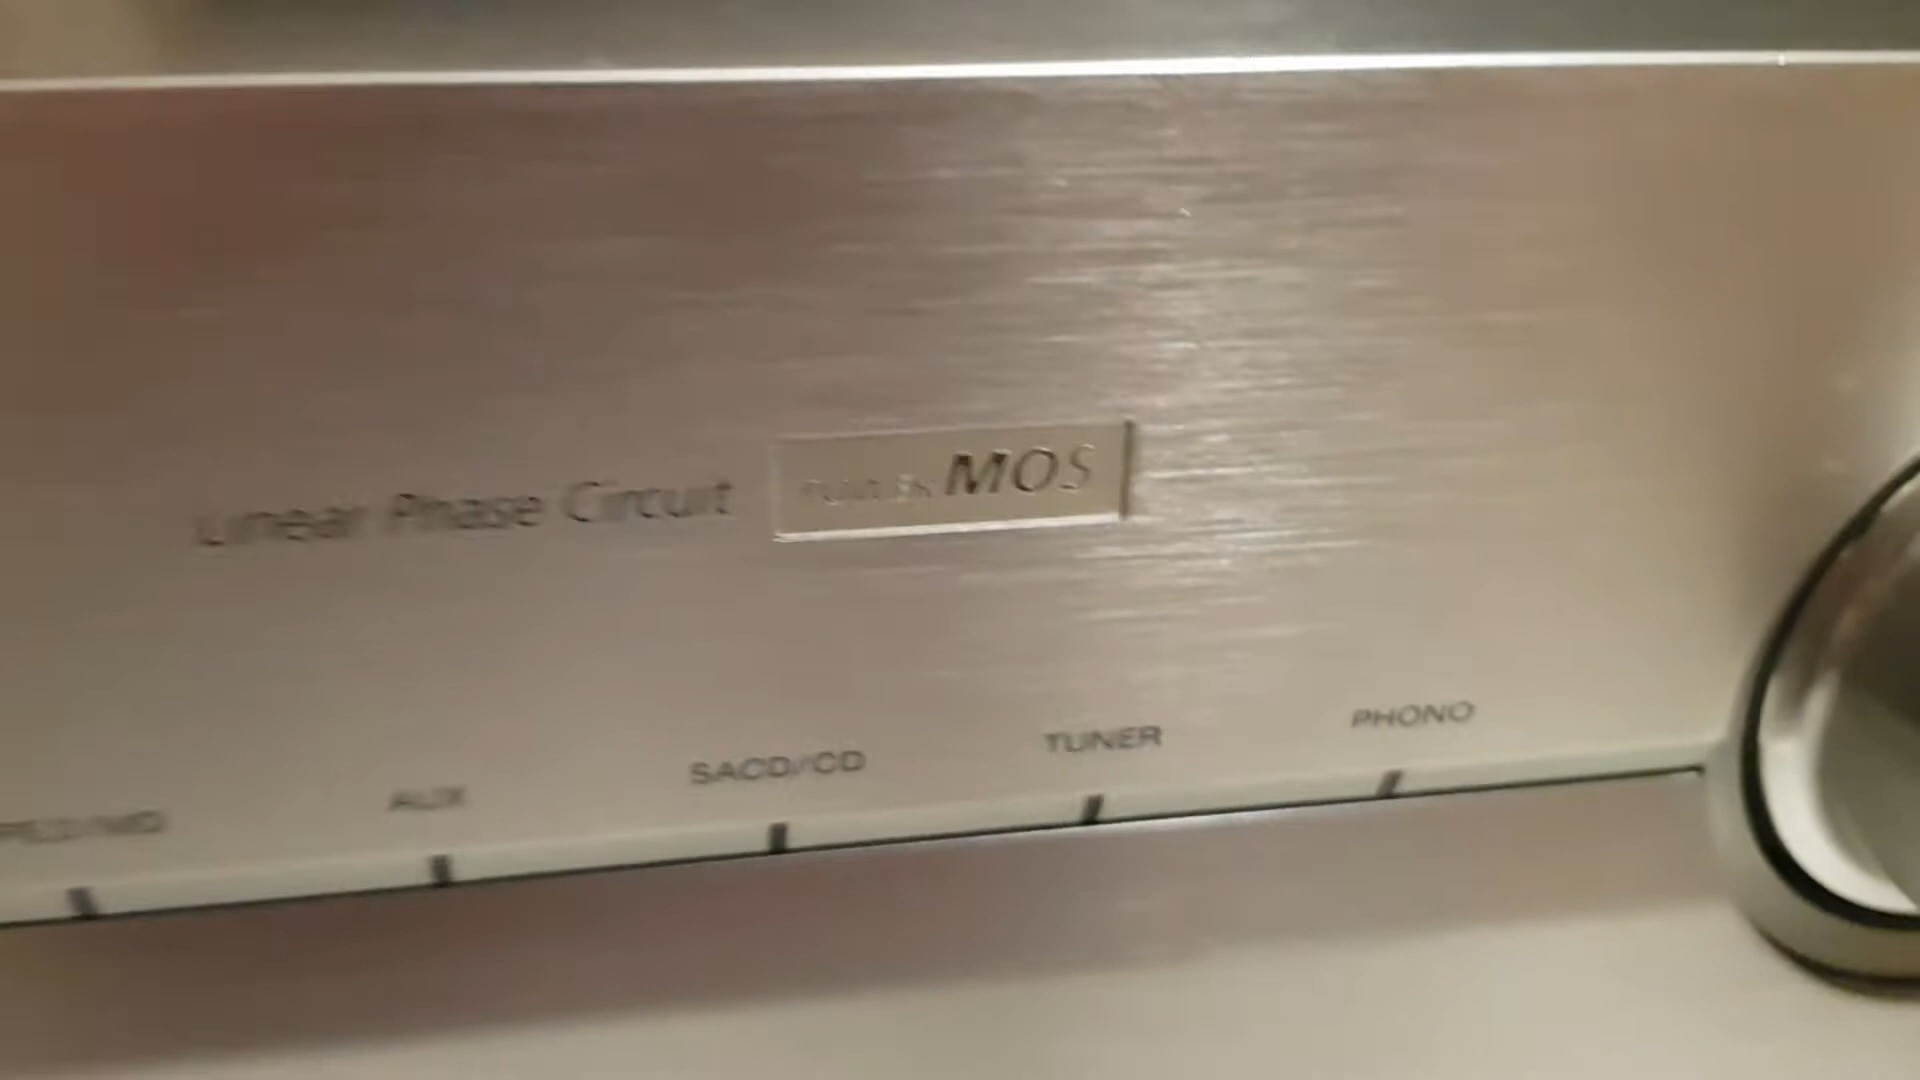 Linear Phase Circuit
MOS
AUX
SACD/CD
TUNER
PHONO